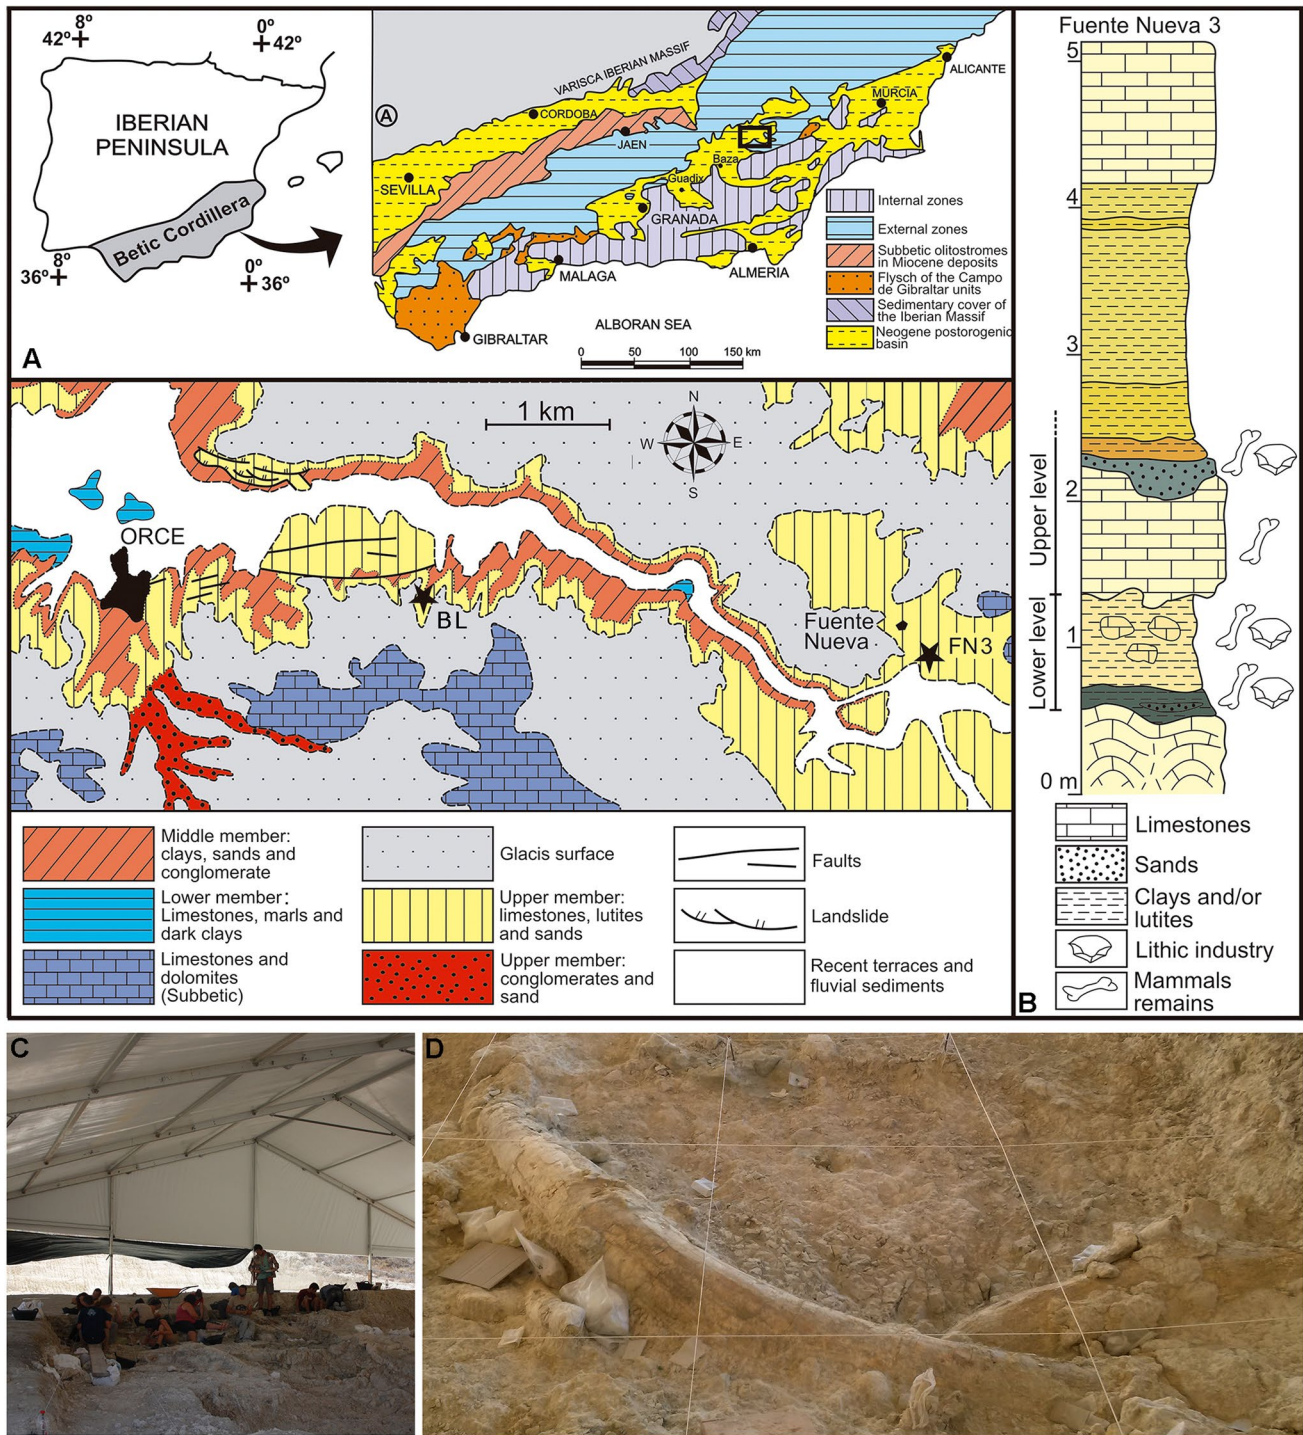 8º
42º
0º
42º
IBERIAN
PENINSULA
Betic Cordillera
8º
36º
0º
36º
A
VARISCA IBERIAN MASSIF
A
CORDOBA
JAEN
SEVILLA
ALICANTE
MURCIA
Baza
Guadix
GRANADA
MALAGA
ALMERIA
GIBRALTAR
ALBORAN SEA
0 50 100 150 km
Internal zones
External zones
Subbetic olitostromes
in Miocene deposits
Flysch of the Campo
de Gibraltar units
Sedimentary cover of
the Iberian Massif
Neogene postorogenic
basin
1 km
N
W E
S
ORCE
BL
Fuente
Nueva
FN3
Middle member:
clays, sands and
conglomerate
Lower member:
Limestones, marls and
dark clays
Limestones and
dolomites
(Subbetic)
Glacis surface
Upper member:
limestones, lutites
and sands
Upper member:
conglomerates and
sand
Faults
Landslide
Recent terraces and
fluvial sediments
Fuente Nueva 3
5
4
3
2
1
0 m
Upper level
Lower level
Limestones
Sands
Clays and/or
lutites
Lithic industry
Mammals
remains
B
C
D